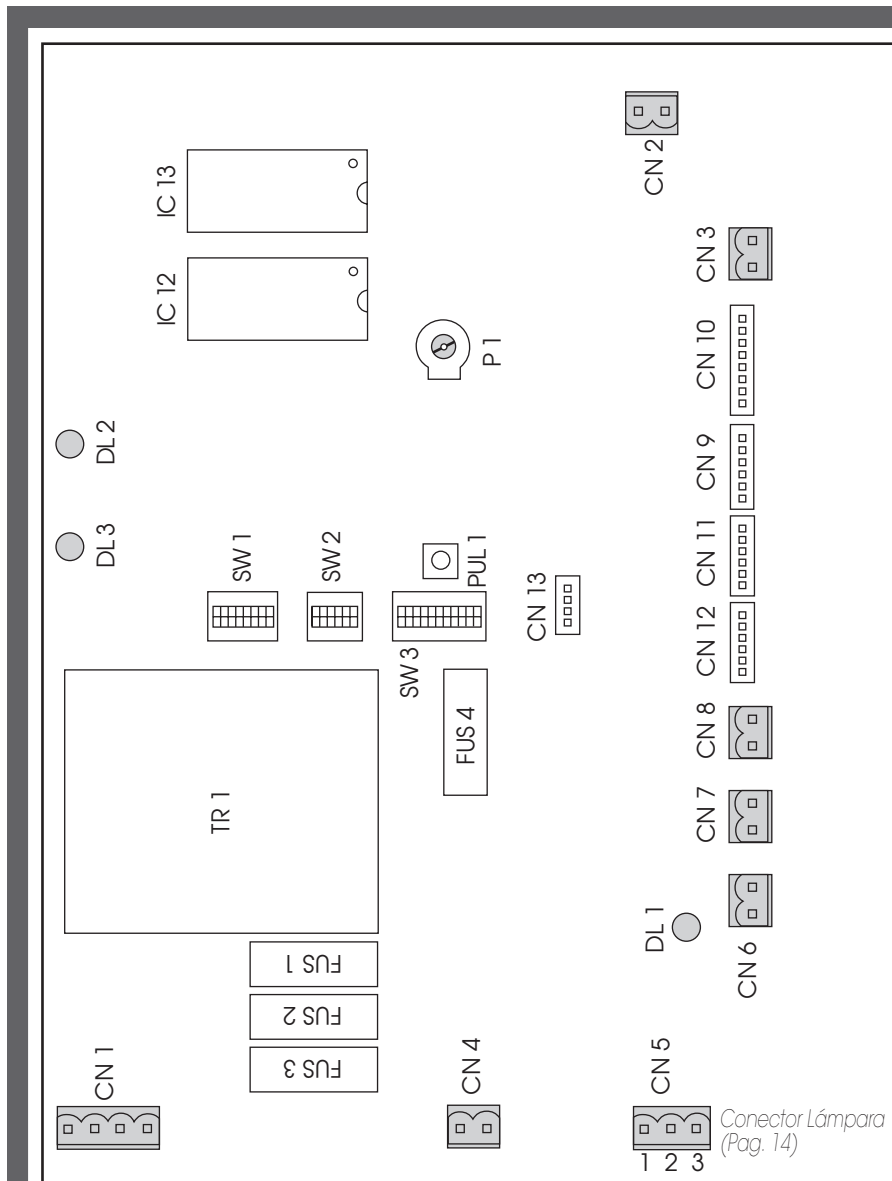 CN 2
IC 13
CN 3
IC 12
CN 10
P 1
DL 2
CN 9
DL 3
SW 1
SW 2
PUL 1
CN 11
CN 13
CN 12
SW 3
FUS 4
CN 8
TR 1
CN 7
DL 1
CN 6
FUS 1
FUS 2
FUS 3
CN 1
CN 4
CN 5
Conector Lámpara
(Pag. 14)
1 2 3